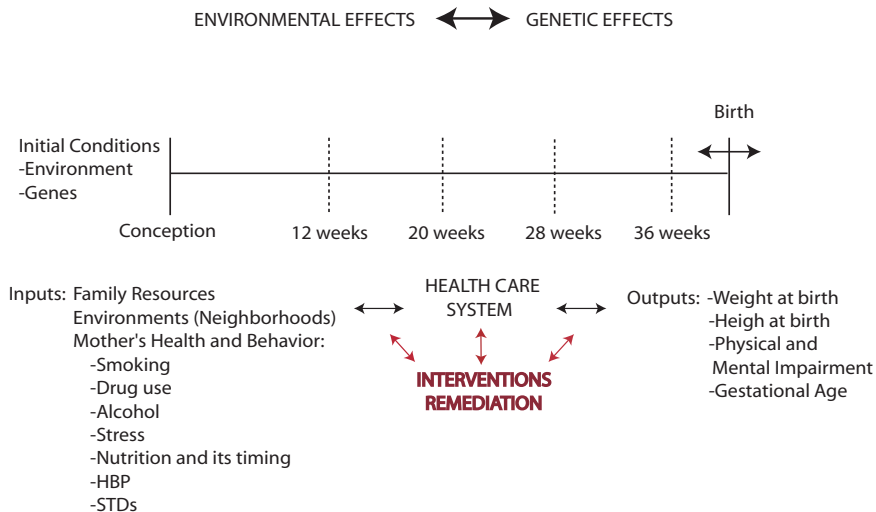 ENVIRONMENTAL EFFECTS GENETIC EFFECTS
Birth
Initial Conditions
-Environment
-Genes
Conception 12 weeks 20 weeks 28 weeks 36 weeks
Inputs: Family Resources
Environments (Neighborhoods)
Mother's Health and Behavior:
-Smoking
-Drug use
-Alcohol
-Stress
-Nutrition and its timing
-HBP
-STDs
HEALTH CARE
SYSTEM
INTERVENTIONS
REMEDIATION
Outputs: -Weight at birth
-Heigh at birth
-Physical and
Mental Impairment
-Gestational Age